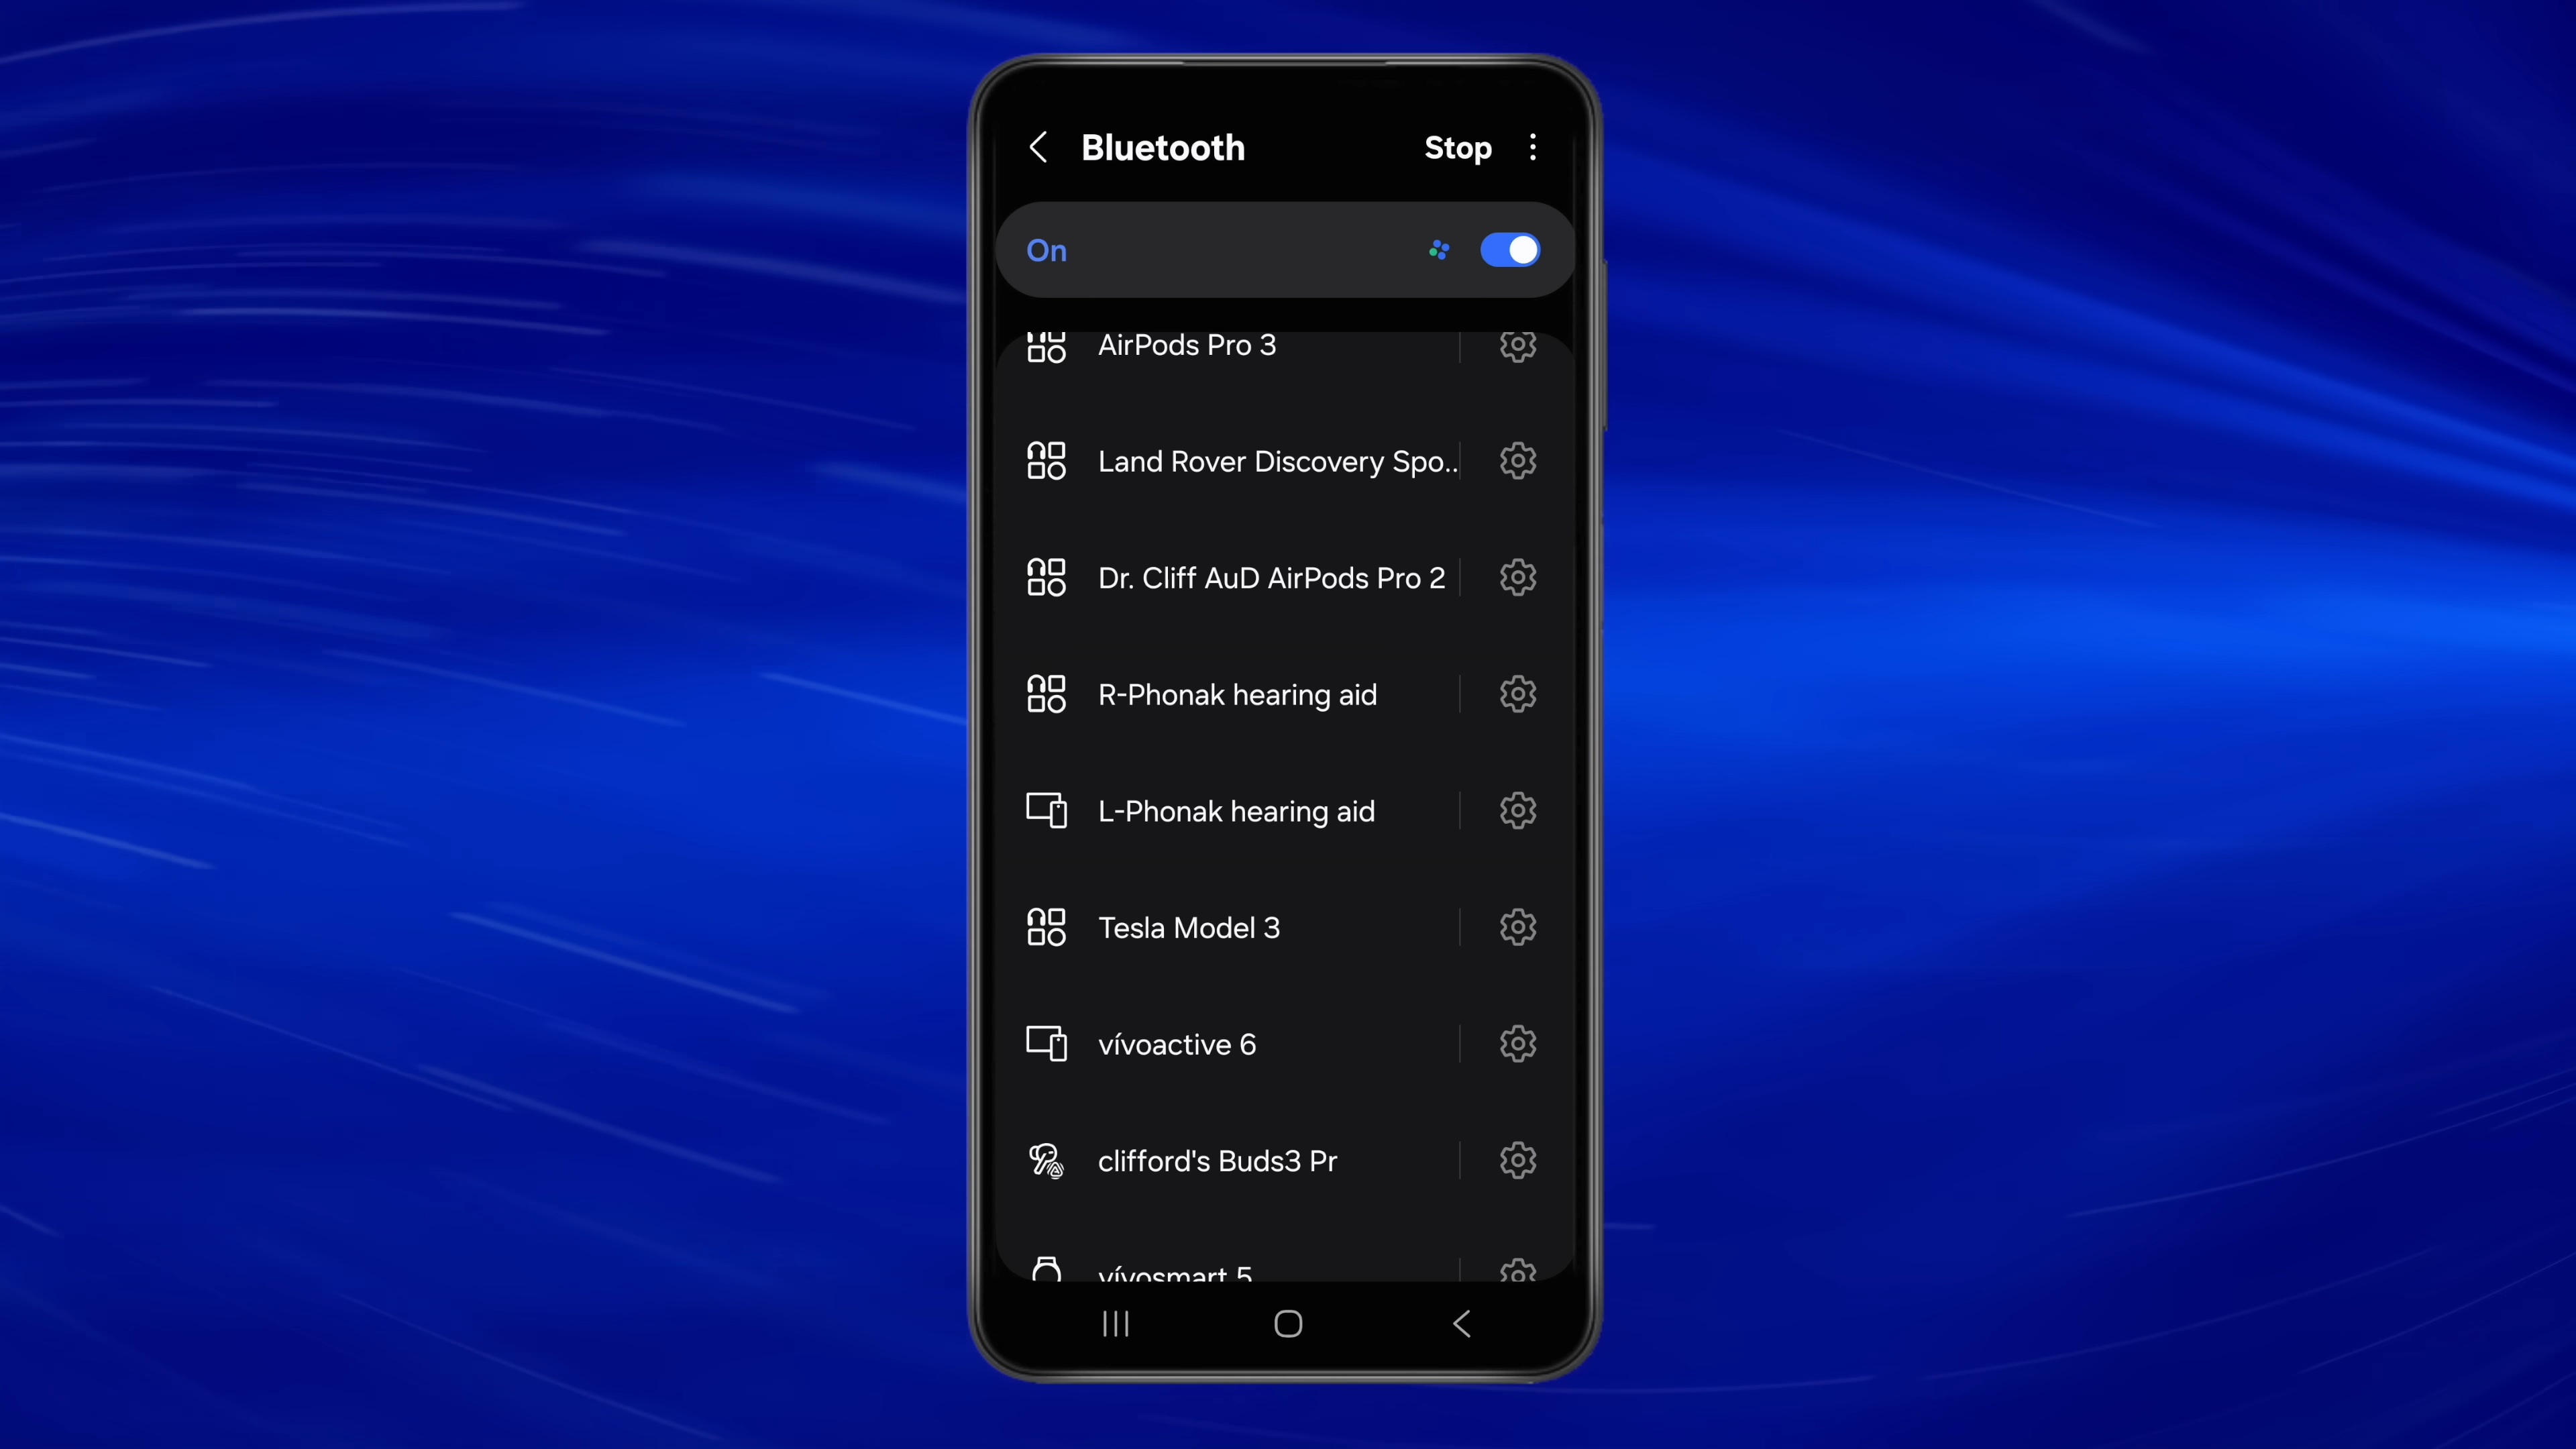 Bluetooth Stop
On
AirPods Pro 3
Land Rover Discovery Spo..
Dr. Cliff AuD AirPods Pro 2
R-Phonak hearing aid
L-Phonak hearing aid
Tesla Model 3
vívoactive 6
clifford's Buds3 Pr
vívosmart 5